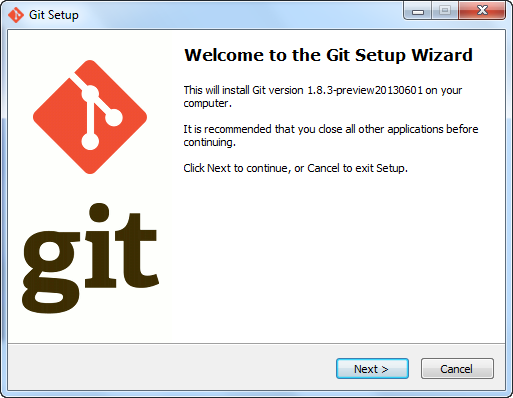 Git Setup
Welcome to the Git Setup Wizard
This will install Git version 1.8.3-preview20130601 on your
computer.
It is recommended that you close all other applications before
continuing.
Click Next to continue, or Cancel to exit Setup.
git
Next >
Cancel